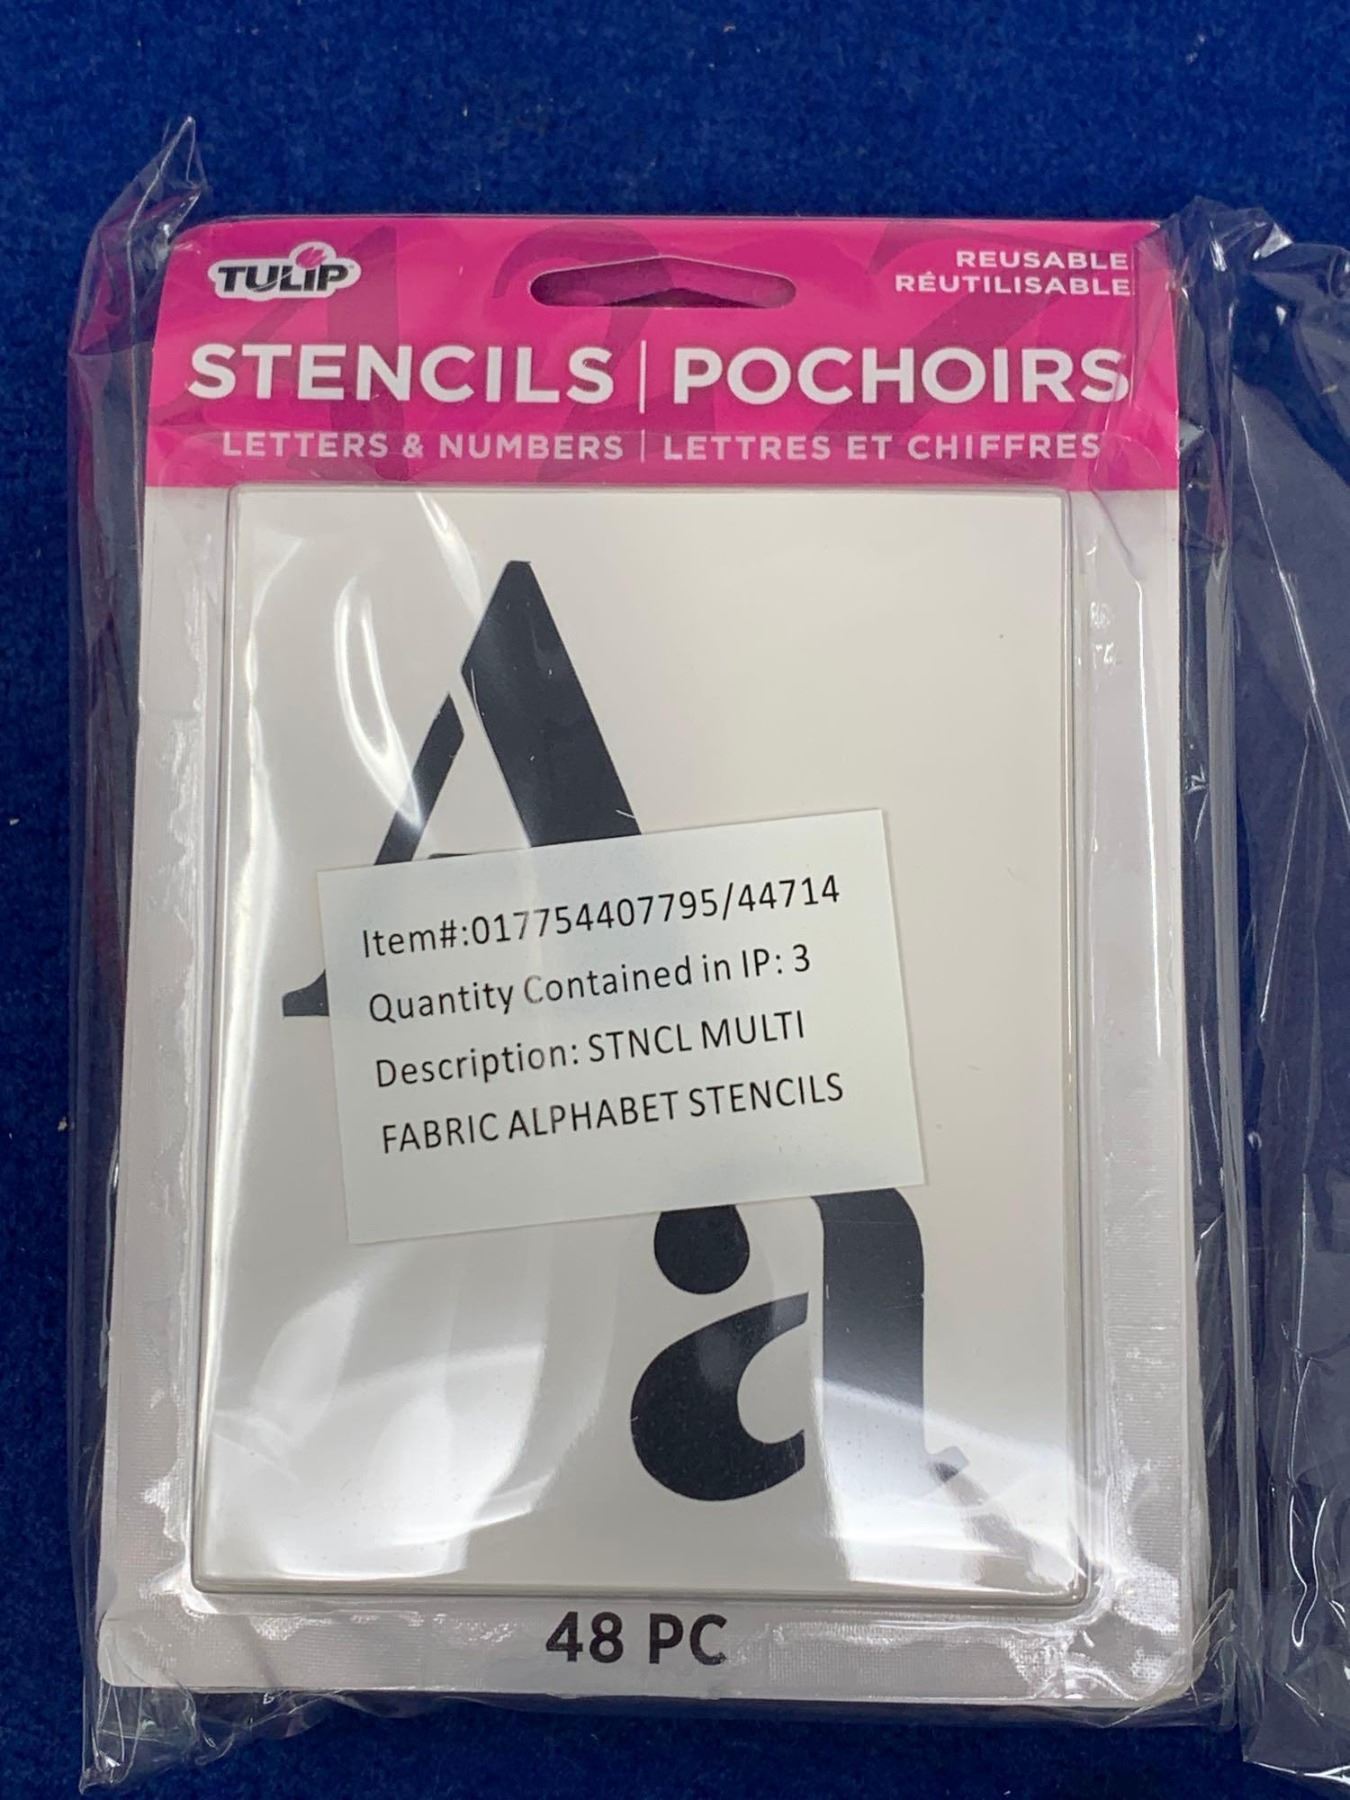 TULIP
REUSABLE
RÉUTILISABLE
STENCILS | POCHOIRS
LETTERS & NUMBERS | LETTRES ET CHIFFRES
A
Item#:017754407795/44714
Quantity Contained in IP: 3
Description: STNCL MULTI
FABRIC ALPHABET STENCILS
a
48 PC